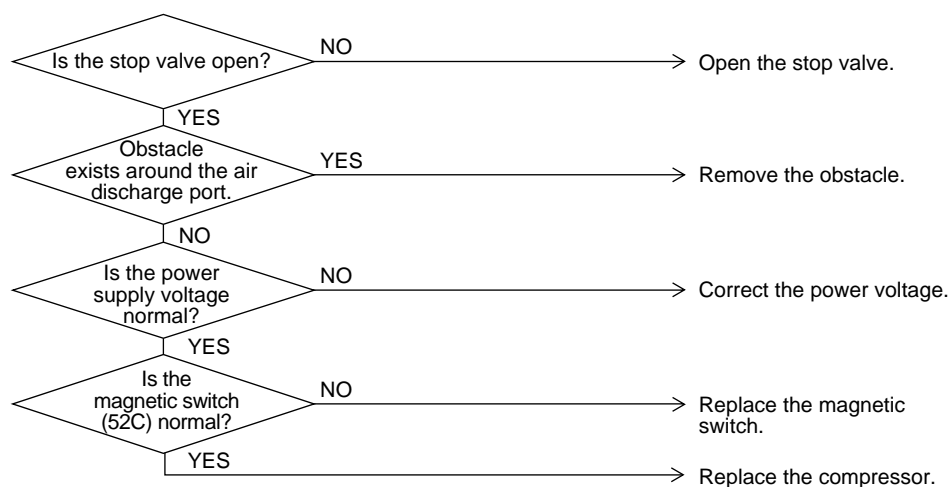 Is the stop valve open?
NO
Open the stop valve.
YES
Obstacle
exists around the air
discharge port.
YES
Remove the obstacle.
NO
Is the power
supply voltage
normal?
NO
Correct the power voltage.
YES
Is the
magnetic switch
(52C) normal?
NO
Replace the magnetic
switch.
YES
Replace the compressor.